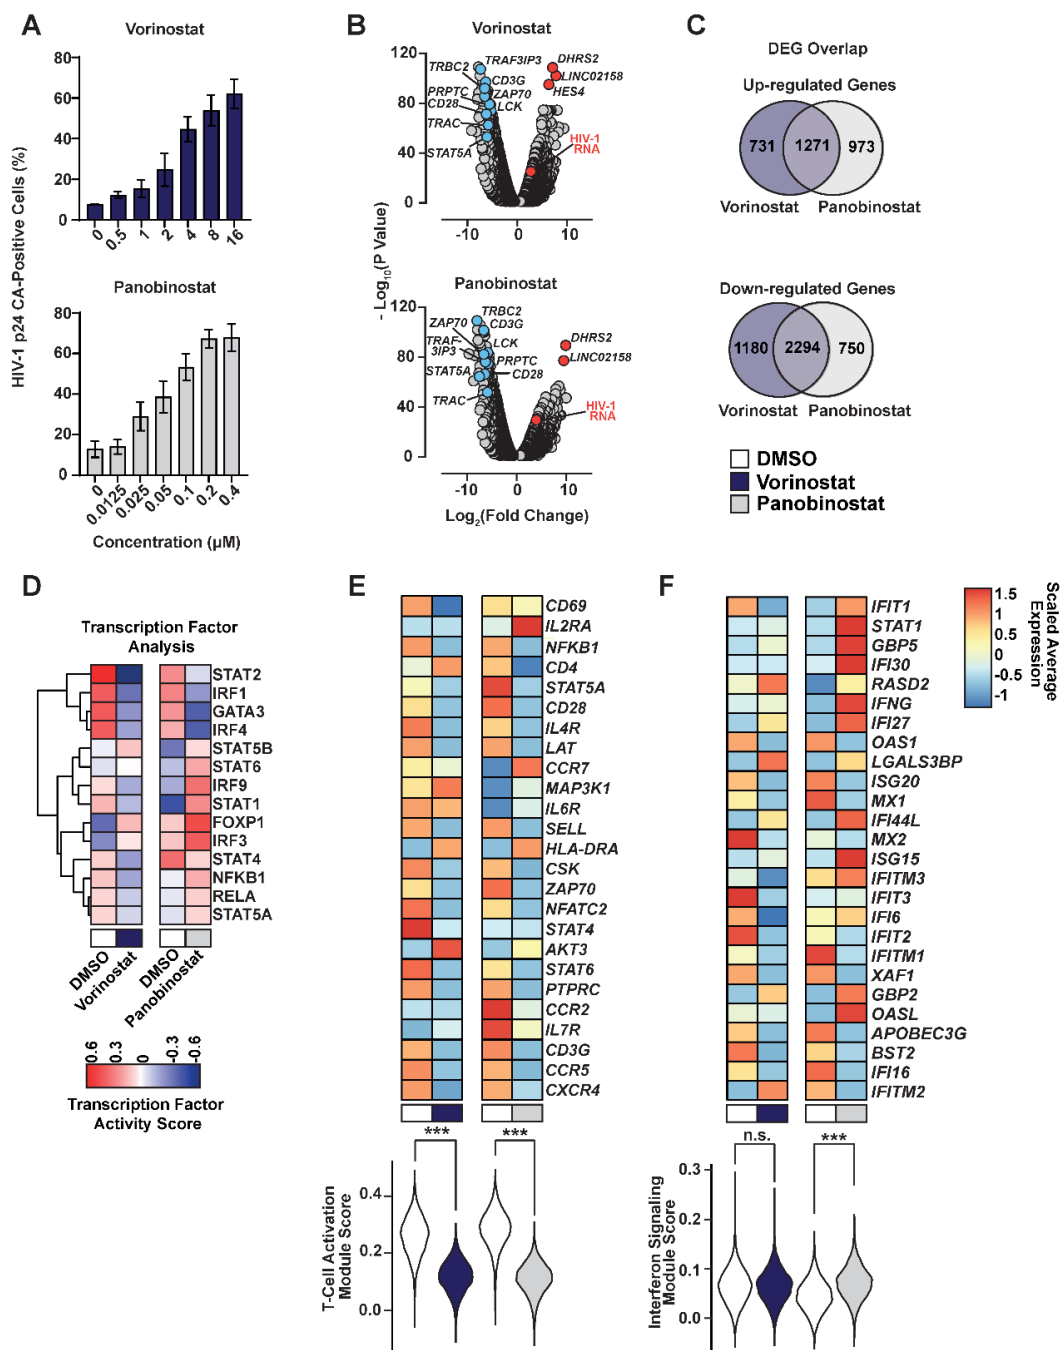 A
Vorinostat
HIV-1 p24 CA-Positive Cells (%)
80
60
40
20
0
0
0.5
1
2
4
8
16
Panobinostat
80
60
40
20
0
0
0.0125
0.025
0.05
0.1
0.2
0.4
Concentration (µM)
B
Vorinostat
- Log10(P Value)
120
80
40
0
TRBC2
TRAF3IP3
CD3G
PRPTC
ZAP70
CD28
LCK
TRAC
STAT5A
DHRS2
LINC02158
HES4
HIV-1
RNA
-10
0
10
Panobinostat
120
80
40
0
TRBC2
ZAP70
CD3G
TRAF-
3IP3
LCK
PRPTC
STAT5A
CD28
TRAC
DHRS2
LINC02158
HIV-1
RNA
-10
0
10
Log2(Fold Change)
C
DEG Overlap
Up-regulated Genes
731
1271
973
Vorinostat
Panobinostat
Down-regulated Genes
1180
2294
750
Vorinostat
Panobinostat
DMSO
Vorinostat
Panobinostat
D
Transcription Factor
Analysis
STAT2
IRF1
GATA3
IRF4
STAT5B
STAT6
IRF9
STAT1
FOXP1
IRF3
STAT4
NFKB1
RELA
STAT5A
DMSO
Vorinostat
DMSO
Panobinostat
0.6
0.3
0
-0.3
-0.6
Transcription Factor
Activity Score
E
CD69
IL2RA
NFKB1
CD4
STAT5A
CD28
IL4R
LAT
CCR7
MAP3K1
IL6R
SELL
HLA-DRA
CSK
ZAP70
NFATC2
STAT4
AKT3
STAT6
PTPRC
CCR2
IL7R
CD3G
CCR5
CXCR4
***
***
T-Cell Activation
Module Score
0.4
0.2
0.0
F
IFIT1
STAT1
GBP5
IFI30
RASD2
IFNG
IFI27
OAS1
LGALS3BP
ISG20
MX1
IFI44L
MX2
ISG15
IFITM3
IFIT3
IFI6
IFIT2
IFITM1
XAF1
GBP2
OASL
APOBEC3G
BST2
IFI16
IFITM2
Scaled Average
Expression
1.5
1
0.5
0
-0.5
-1
n.s.
***
Interferon Signaling
Module Score
0.3
0.2
0.1
0.0